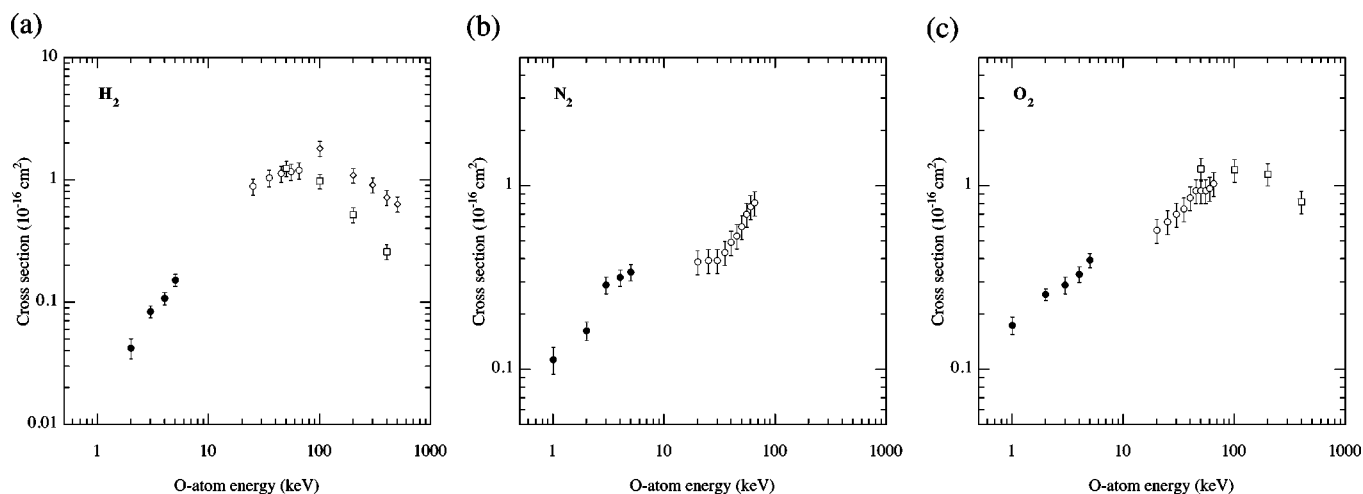 (a)
H2
Cross section (10-16 cm2)
10
1
0.1
0.01
1 10 100 1000
O-atom energy (keV)
(b)
N2
Cross section (10-16 cm2)
1
0.1
1 10 100 1000
O-atom energy (keV)
(c)
O2
Cross section (10-16 cm2)
1
0.1
1 10 100 1000
O-atom energy (keV)